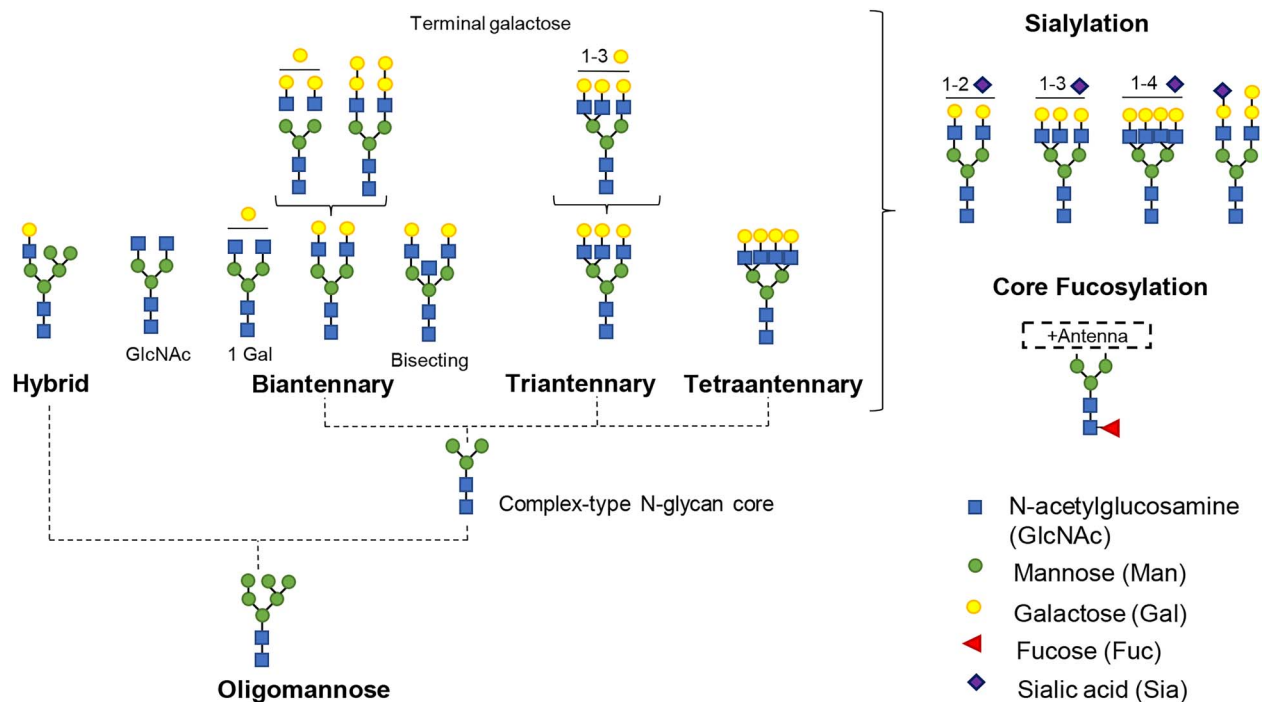 Terminal galactose
1-3
GlcNAc
1 Gal
Bisecting
Hybrid
Biantennary
Triantennary
Tetraantennary
Complex-type N-glycan core
Oligomannose
Sialylation
1-2
1-3
1-4
Core Fucosylation
+Antenna
N-acetylglucosamine
(GlcNAc)
Mannose (Man)
Galactose (Gal)
Fucose (Fuc)
Sialic acid (Sia)